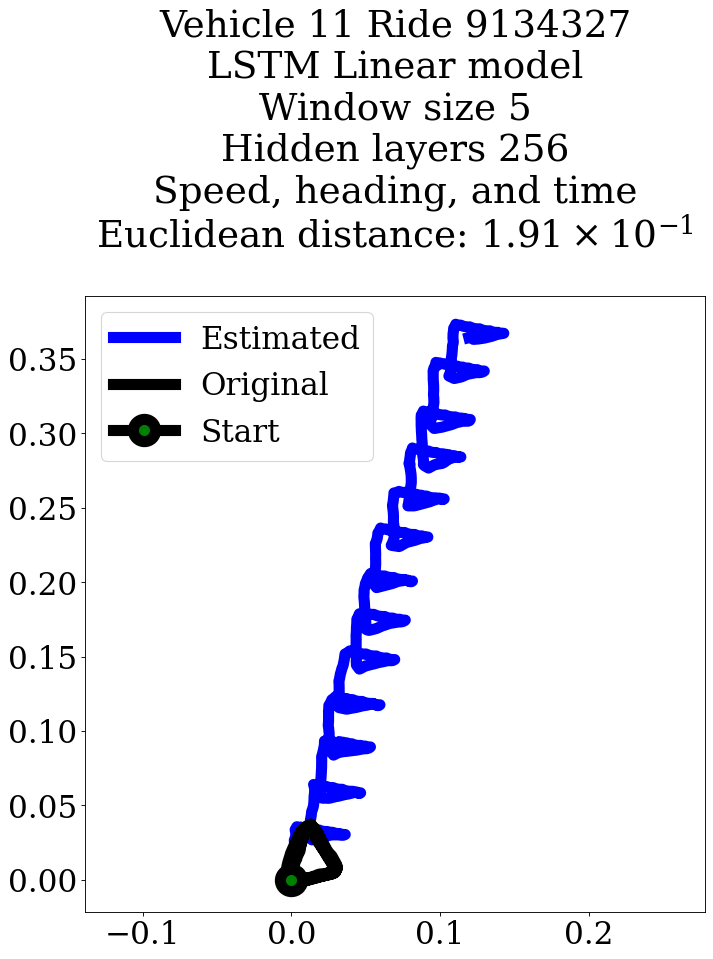 Vehicle 11 Ride 9134327
LSTM Linear model
Window size 5
Hidden layers 256
Speed, heading, and time
Euclidean distance: 1.91 × 10⁻¹
Estimated
Original
Start
0.35
0.30
0.25
0.20
0.15
0.10
0.05
0.00
−0.1 0.0 0.1 0.2